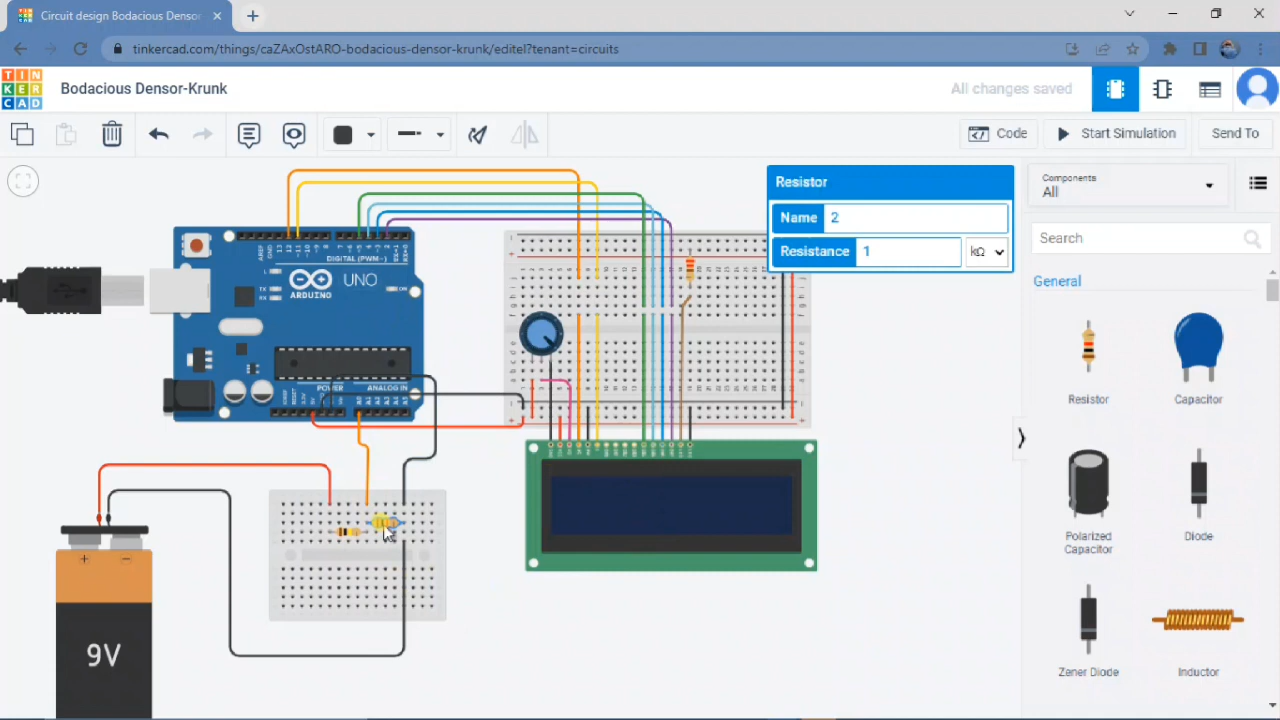 Circuit design Bodacious Densor
tinkercad.com/things/caZAxOstARO-bodacious-densor-krunk/editel?tenant=circuits
TIN
KER
CAD
Bodacious Densor-Krunk
All changes saved
Code
Start Simulation
Send To
Resistor
Name 2
Resistance 1 kΩ
Components
All
Search
General
Resistor
Capacitor
Polarized
Capacitor
Diode
Zener Diode
Inductor
DIGITAL (PWM~)
UNO
ARDUINO
POWER
ANALOG IN
+ −
9V